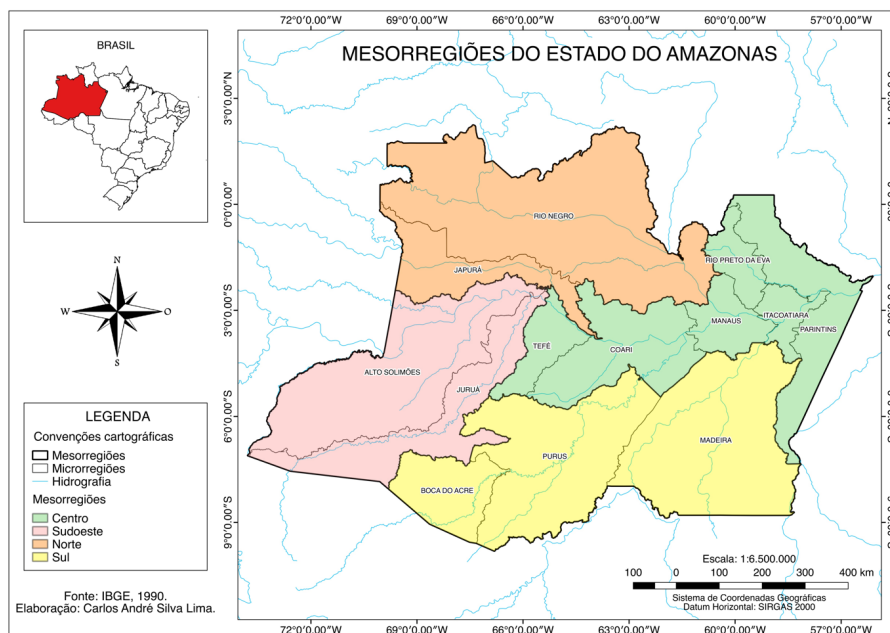 72°0'0.00"W 69°0'0.00"W 66°0'0.00"W 63°0'0.00"W 60°0'0.00"W 57°0'0.00"W
BRASIL
MESORREGIÕES DO ESTADO DO AMAZONAS
3°0'0.00"N
0°0'0.00"
RIO NEGRO
RIO PRETO DA EVA
JAPURÁ
N
W O
S
3°0'0.00"S
ITACOATIARA
MANAUS
PARINTINS
TEFÉ
COARI
ALTO SOLIMÕES
JURUÁ
6°0'0.00"S
MADEIRA
PURUS
BOCA DO ACRE
9°0'0.00"S
LEGENDA
Convenções cartográficas
Mesorregiões
Microrregiões
Hidrografia
Mesorregiões
Centro
Sudoeste
Norte
Sul
Fonte: IBGE, 1990.
Elaboração: Carlos André Silva Lima.
Escala: 1:6.500.000
100 0 100 200 300 400 km
Sistema de Coordenadas Geográficas
Datum Horizontal: SIRGAS 2000
72°0'0.00"W 69°0'0.00"W 66°0'0.00"W 63°0'0.00"W 60°0'0.00"W 57°0'0.00"W